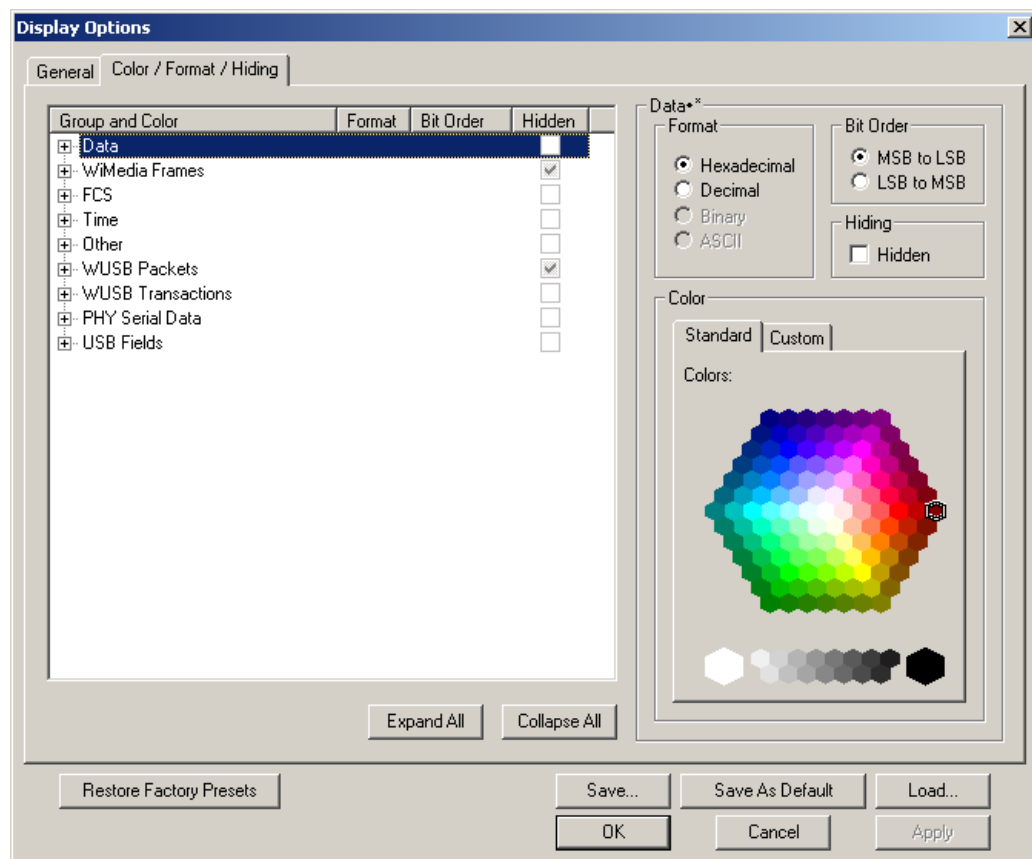 Display Options
General
Color / Format / Hiding
Group and Color Format Bit Order Hidden
Data
WiMedia Frames
FCS
Time
Other
WUSB Packets
WUSB Transactions
PHY Serial Data
USB Fields
Expand All
Collapse All
Data•*
Format
Hexadecimal
Decimal
Binary
ASCII
Bit Order
MSB to LSB
LSB to MSB
Hiding
Hidden
Color
Standard
Custom
Colors:
Restore Factory Presets
Save...
Save As Default
Load...
OK
Cancel
Apply